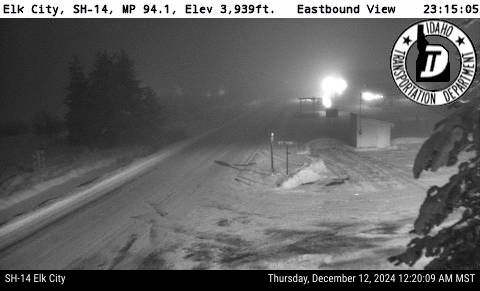 Elk City, SH-14, MP 94.1, Elev 3,939ft. Eastbound View 23:15:05
IDAHO
TRANSPORTATION DEPARTMENT
SH-14 Elk City Thursday, December 12, 2024 12:20:09 AM MST